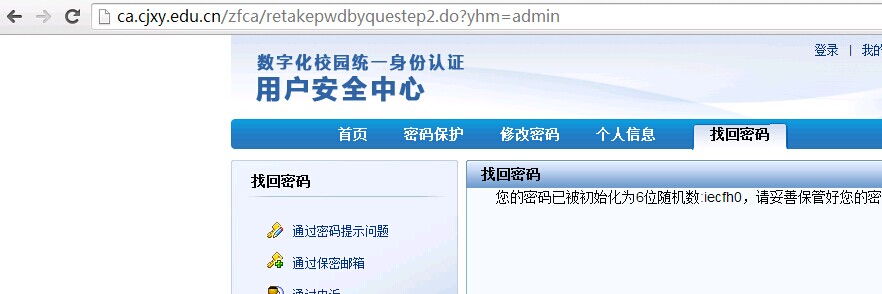 ca.cjxy.edu.cn/zfca/retakepwdbyquestep2.do?yhm=admin
登录 | 我的
数字化校园统一身份认证
用户安全中心
首页 密码保护 修改密码 个人信息 找回密码
找回密码
通过密码提示问题
通过保密邮箱
通过申诉
找回密码
您的密码已被初始化为6位随机数:iecfh0，请妥善保管好您的密